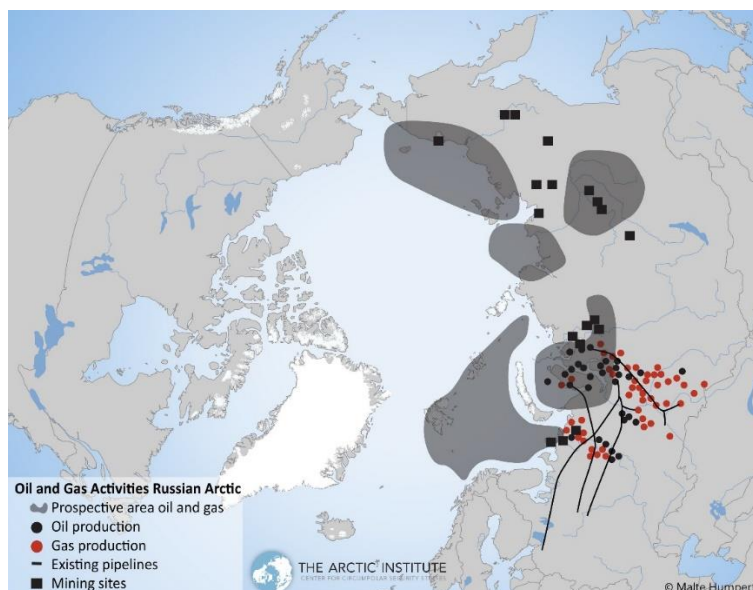 Oil and Gas Activities Russian Arctic
Prospective area oil and gas
Oil production
Gas production
Existing pipelines
Mining sites
THE ARCTIC INSTITUTE
CENTER FOR CIRCUMPOLAR SECURITY STUDIES
© Malte Humpert